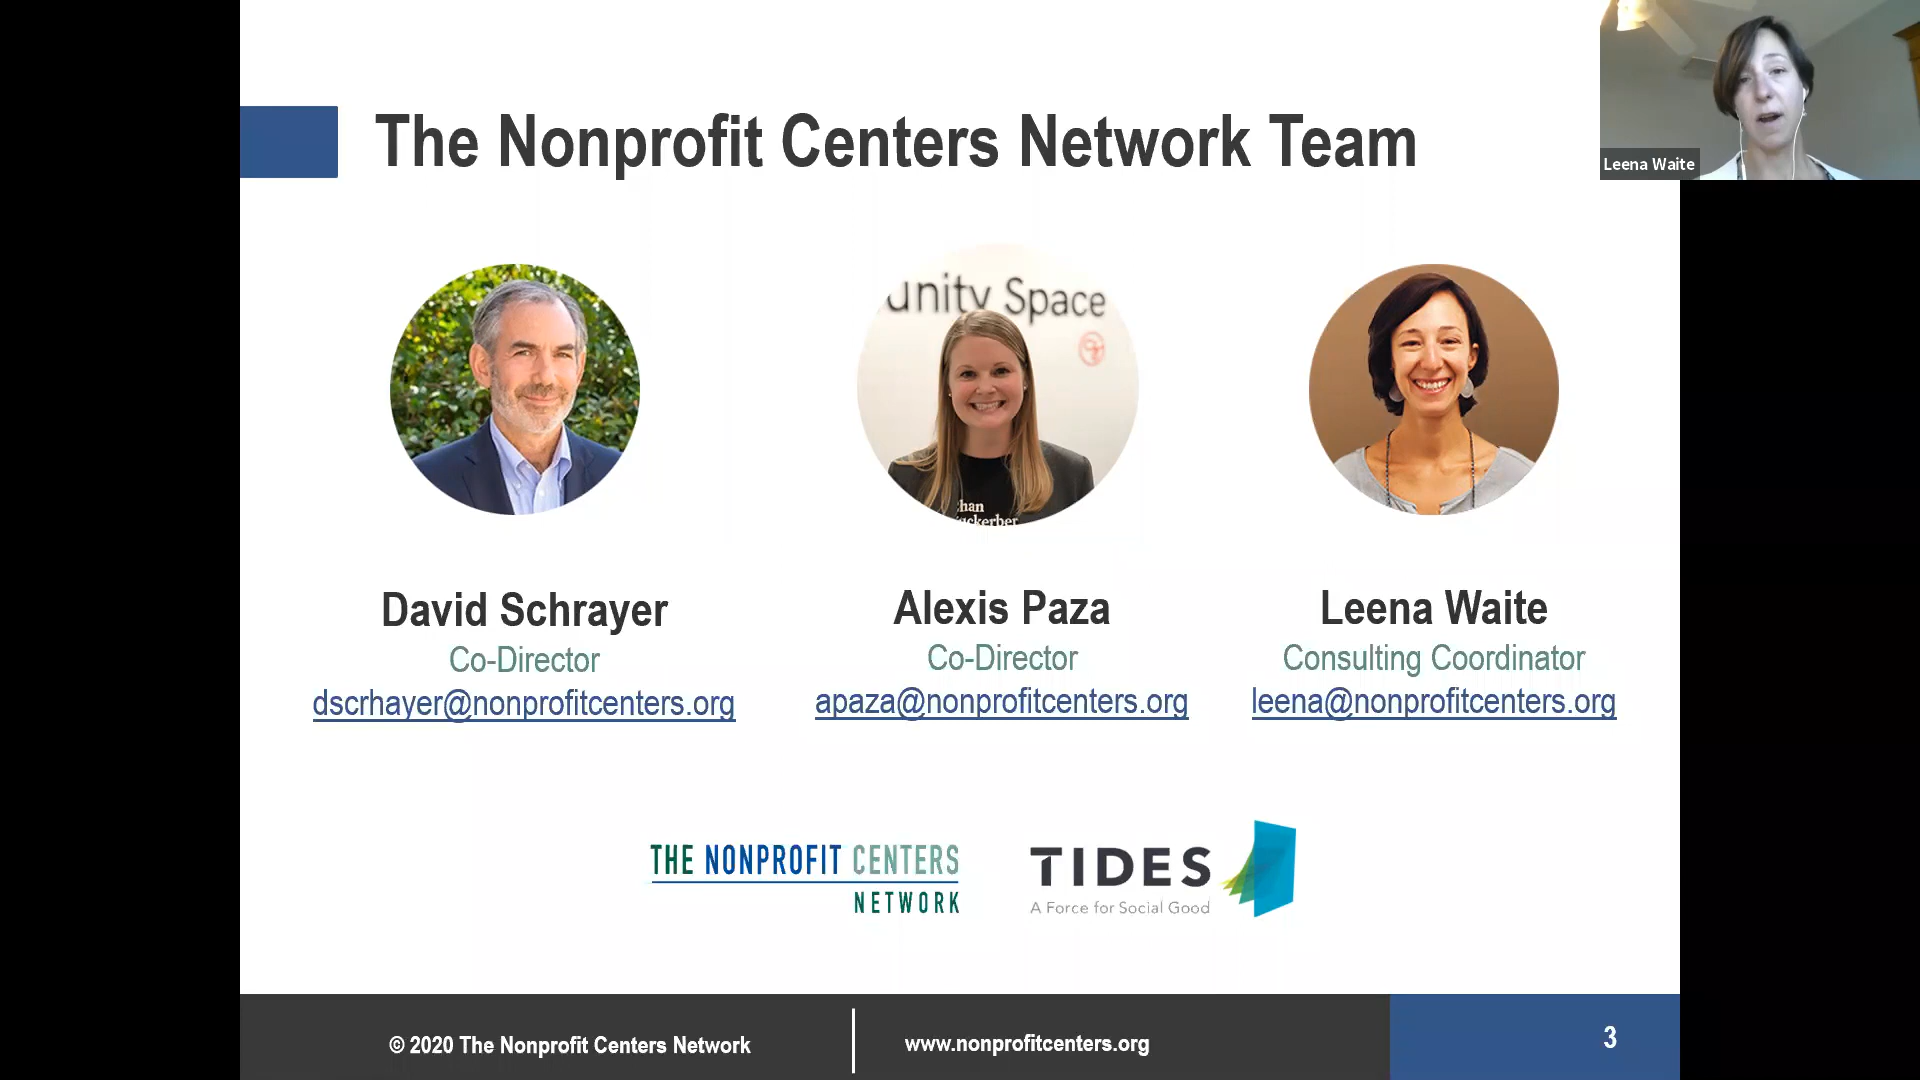 The Nonprofit Centers Network Team
Leena Waite
unity Space
han
uckerber
David Schrayer
Co-Director
dscrhayer@nonprofitcenters.org
Alexis Paza
Co-Director
apaza@nonprofitcenters.org
Leena Waite
Consulting Coordinator
leena@nonprofitcenters.org
THE NONPROFIT CENTERS
NETWORK
TIDES
A Force for Social Good
© 2020 The Nonprofit Centers Network
www.nonprofitcenters.org
3